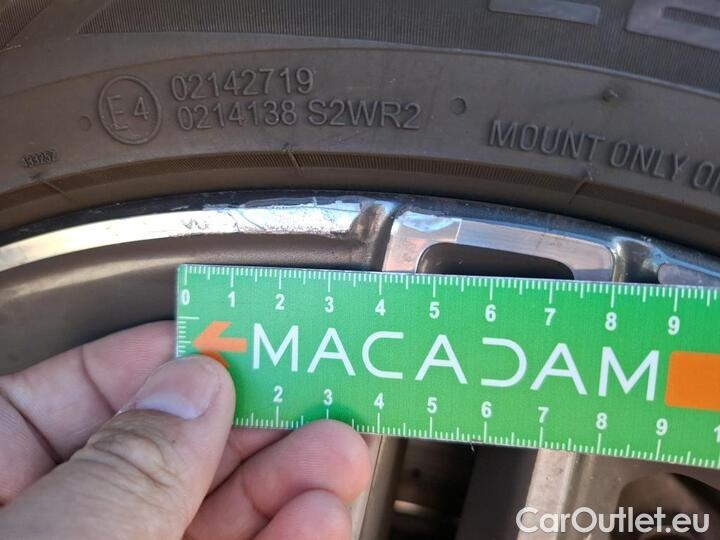 02142719
E4
0214138 S2WR2
433252
MOUNT ONLY
0 1 2 3 4 5 6 7 8 9
MACADAM
2 3 4 5 6 7 8 9
CarOutlet.eu